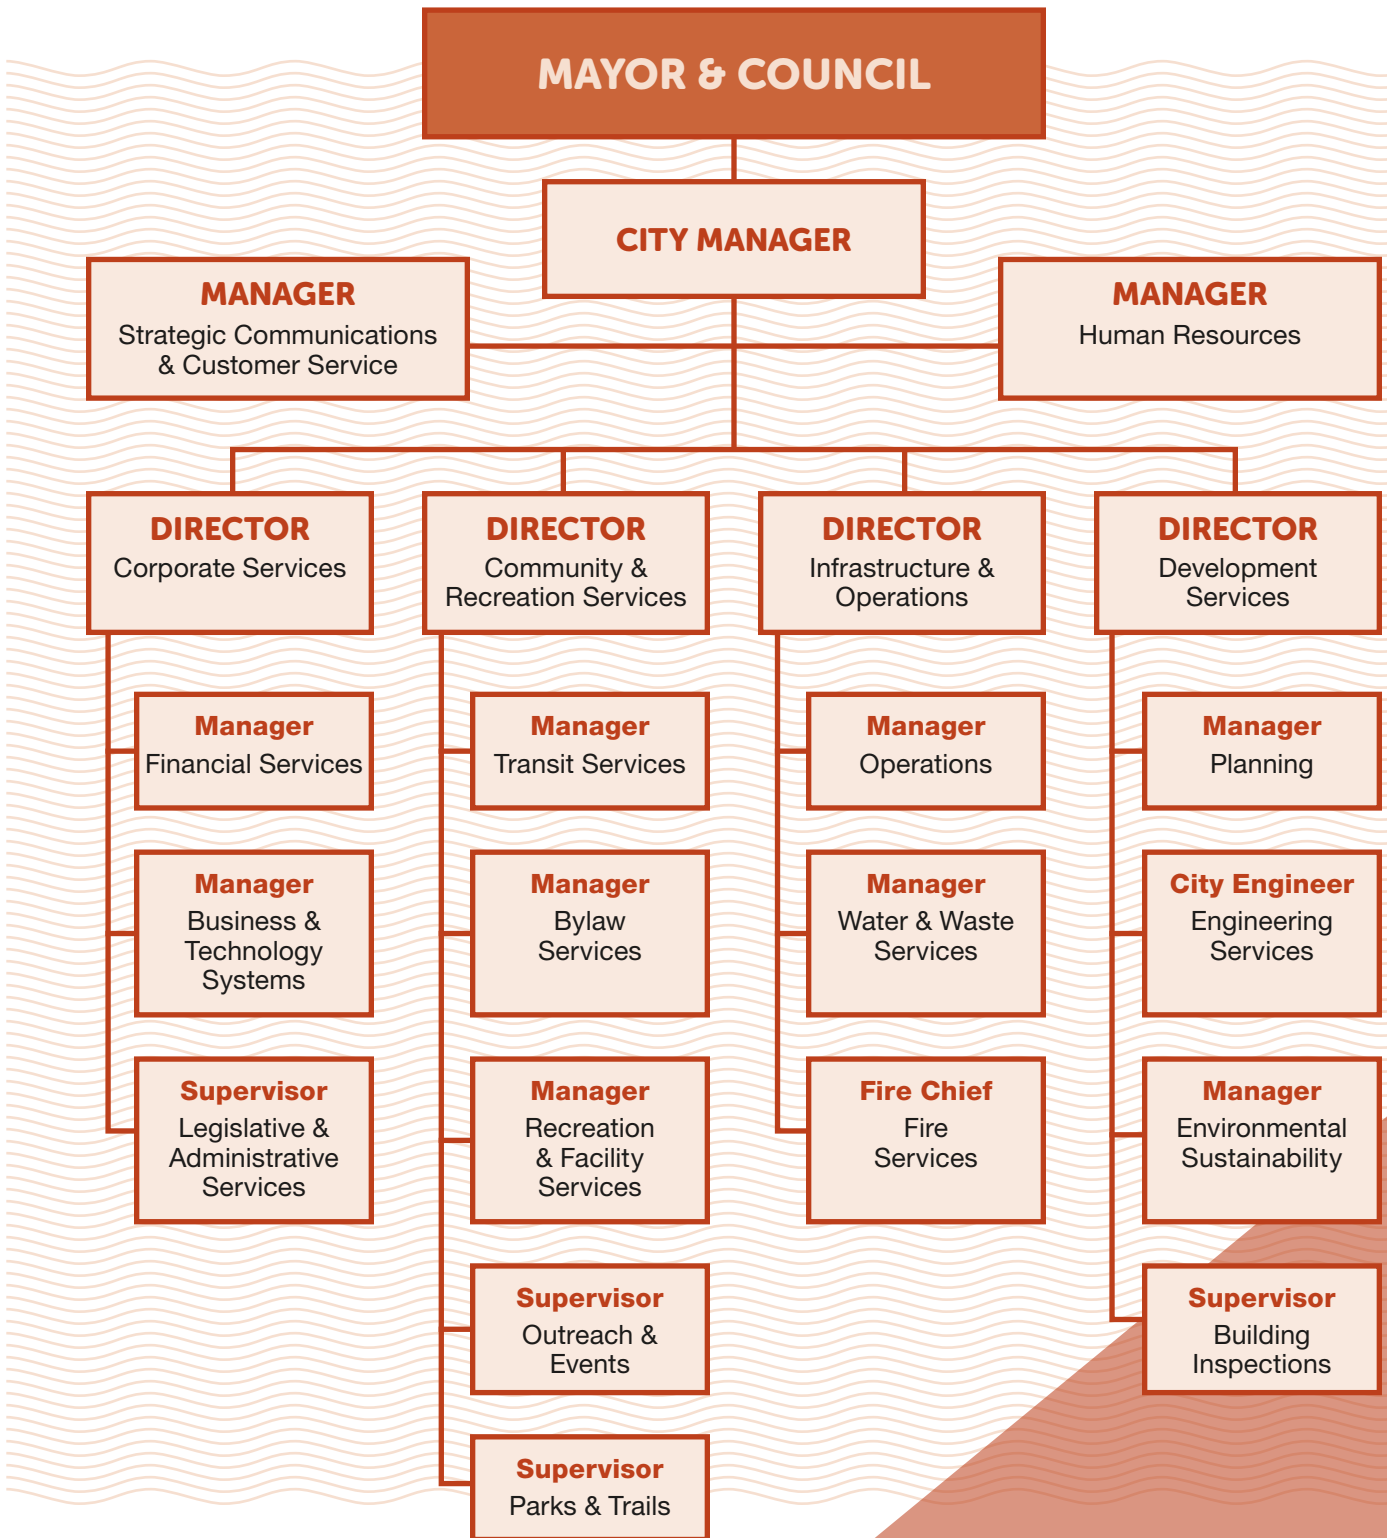 MAYOR & COUNCIL
CITY MANAGER
MANAGER
Strategic Communications
& Customer Service
MANAGER
Human Resources
DIRECTOR
Corporate Services
Manager
Financial Services
Manager
Business &
Technology
Systems
Supervisor
Legislative &
Administrative
Services
DIRECTOR
Community &
Recreation Services
Manager
Transit Services
Manager
Bylaw
Services
Manager
Recreation
& Facility
Services
Supervisor
Outreach &
Events
Supervisor
Parks & Trails
DIRECTOR
Infrastructure &
Operations
Manager
Operations
Manager
Water & Waste
Services
Fire Chief
Fire
Services
DIRECTOR
Development
Services
Manager
Planning
City Engineer
Engineering
Services
Manager
Environmental
Sustainability
Supervisor
Building
Inspections